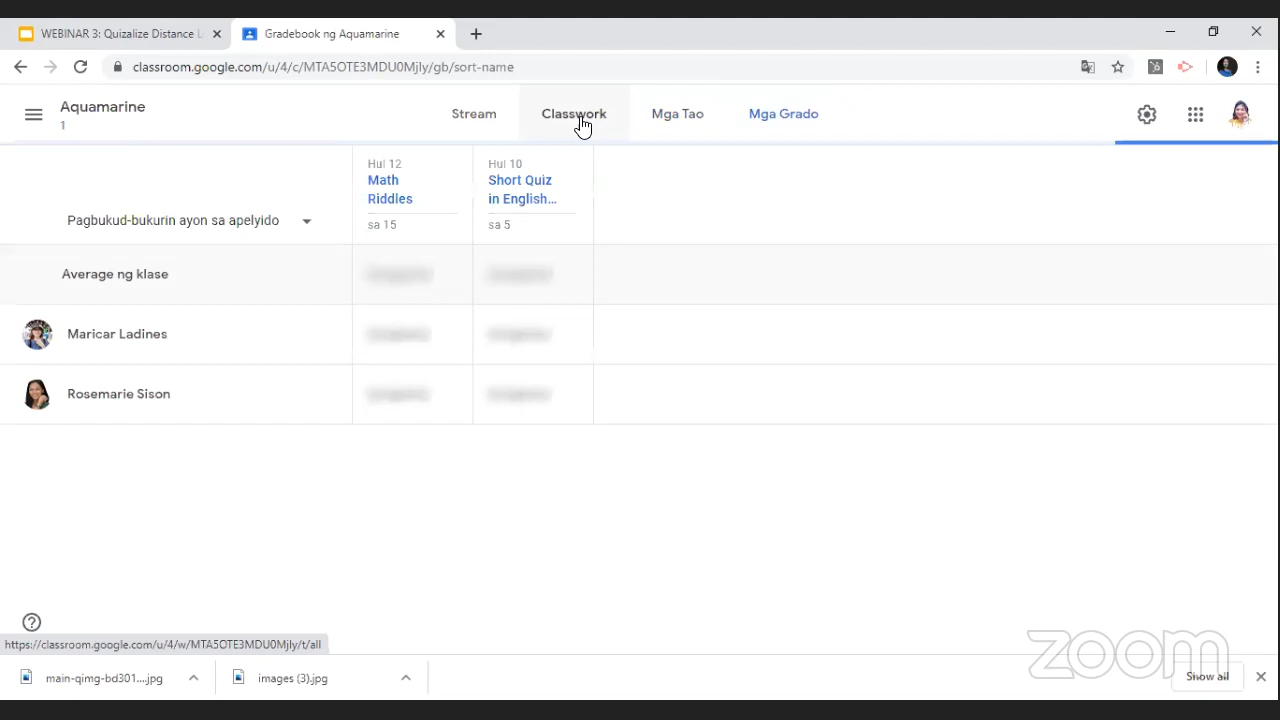 WEBINAR 3: Quizalize Distance L
Gradebook ng Aquamarine
classroom.google.com/u/4/c/MTA5OTE3MDU0Mjly/gb/sort-name
Aquamarine
1
Stream
Classwork
Mga Tao
Mga Grado
Hul 12
Math
Riddles
sa 15
Hul 10
Short Quiz
in English...
sa 5
Pagbukud-bukurin ayon sa apelyido
Average ng klase
Maricar Ladines
Rosemarie Sison
https://classroom.google.com/u/4/w/MTA5OTE3MDU0Mjly/t/all
main-qimg-bd301....jpg
images (3).jpg
Show all
zoom